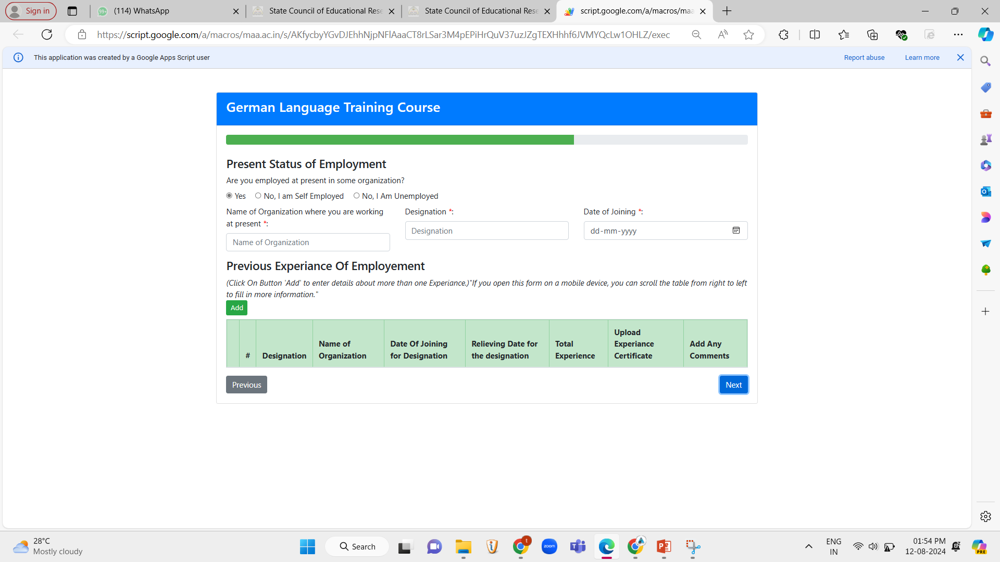 Sign in
(114) WhatsApp
State Council of Educational Rese
State Council of Educational Rese
script.google.com/a/macros/maa
https://script.google.com/a/macros/maa.ac.in/s/AKfycbyYGvDJEhhNjpNFlAaaCT8rLSar3M4pEPiHrQuV37uzJZgTEXHhhf6JVMYQcLw1OHLZ/exec
This application was created by a Google Apps Script user
Report abuse
Learn more
German Language Training Course
Present Status of Employment
Are you employed at present in some organization?
Yes No, I am Self Employed No, I Am Unemployed
Name of Organization where you are working
at present *:
Name of Organization
Designation *:
Designation
Date of Joining *:
dd-mm-yyyy
Previous Experiance Of Employement
(Click On Button 'Add' to enter details about more than one Experiance.)"If you open this form on a mobile device, you can scroll the table from right to left
to fill in more information."
Add
#
Designation
Name of
Organization
Date Of Joining
for Designation
Relieving Date for
the designation
Total
Experience
Upload
Experiance
Certificate
Add Any
Comments
Previous
Next
28°C
Mostly cloudy
Search
zoom
ENG
IN
01:54 PM
12-08-2024
PRE